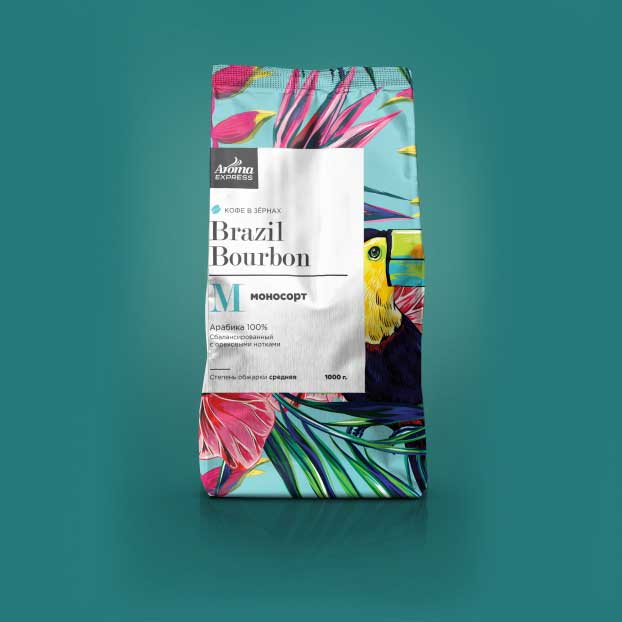 Aroma
EXPRESS
КОФЕ В ЗЁРНАХ
Brazil
Bourbon
М МОНОСОРТ
Арабика 100%
Сбалансированный
с ореховыми нотками
Степень обжарки средняя 1000 г.